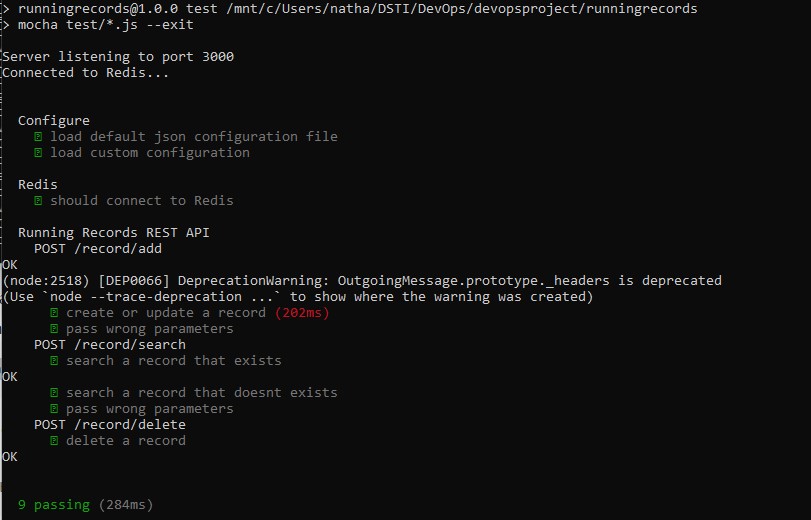 > runningrecords@1.0.0 test /mnt/c/Users/natha/DSTI/DevOps/devopsproject/runningrecords
> mocha test/*.js --exit
Server listening to port 3000
Connected to Redis...
Configure
load default json configuration file
load custom configuration
Redis
should connect to Redis
Running Records REST API
POST /record/add
OK
(node:2518) [DEP0066] DeprecationWarning: OutgoingMessage.prototype._headers is deprecated
(Use `node --trace-deprecation ...` to show where the warning was created)
create or update a record (202ms)
pass wrong parameters
POST /record/search
search a record that exists
OK
search a record that doesnt exists
pass wrong parameters
POST /record/delete
delete a record
OK
9 passing (284ms)